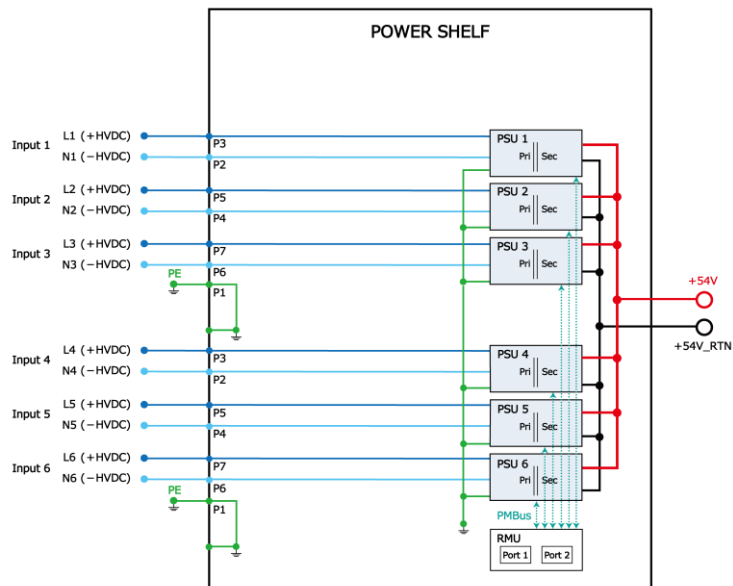 POWER SHELF
L1 (+HVDC)
Input 1
P3
PSU 1
N1 (−HVDC)
P2
Pri Sec
L2 (+HVDC)
Input 2
P5
PSU 2
N2 (−HVDC)
P4
Pri Sec
L3 (+HVDC)
Input 3
P7
PSU 3
N3 (−HVDC)
P6
Pri Sec
PE
P1
+54V
+54V_RTN
L4 (+HVDC)
Input 4
P3
PSU 4
N4 (−HVDC)
P2
Pri Sec
L5 (+HVDC)
Input 5
P5
PSU 5
N5 (−HVDC)
P4
Pri Sec
L6 (+HVDC)
Input 6
P7
PSU 6
N6 (−HVDC)
P6
Pri Sec
PE
P1
PMBus
RMU
Port 1 Port 2